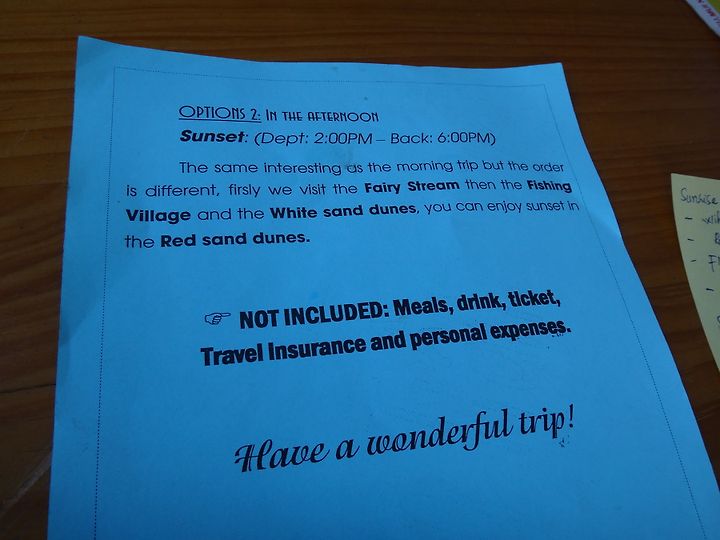 OPTIONS 2: IN THE AFTERNOON
Sunset: (Dept: 2:00PM – Back: 6:00PM)
The same interesting as the morning trip but the order
is different, firsly we visit the Fairy Stream then the Fishing
Village and the White sand dunes, you can enjoy sunset in
the Red sand dunes.
☞ NOT INCLUDED: Meals, drink, ticket,
Travel Insurance and personal expenses.
Have a wonderful trip!
Sunrise